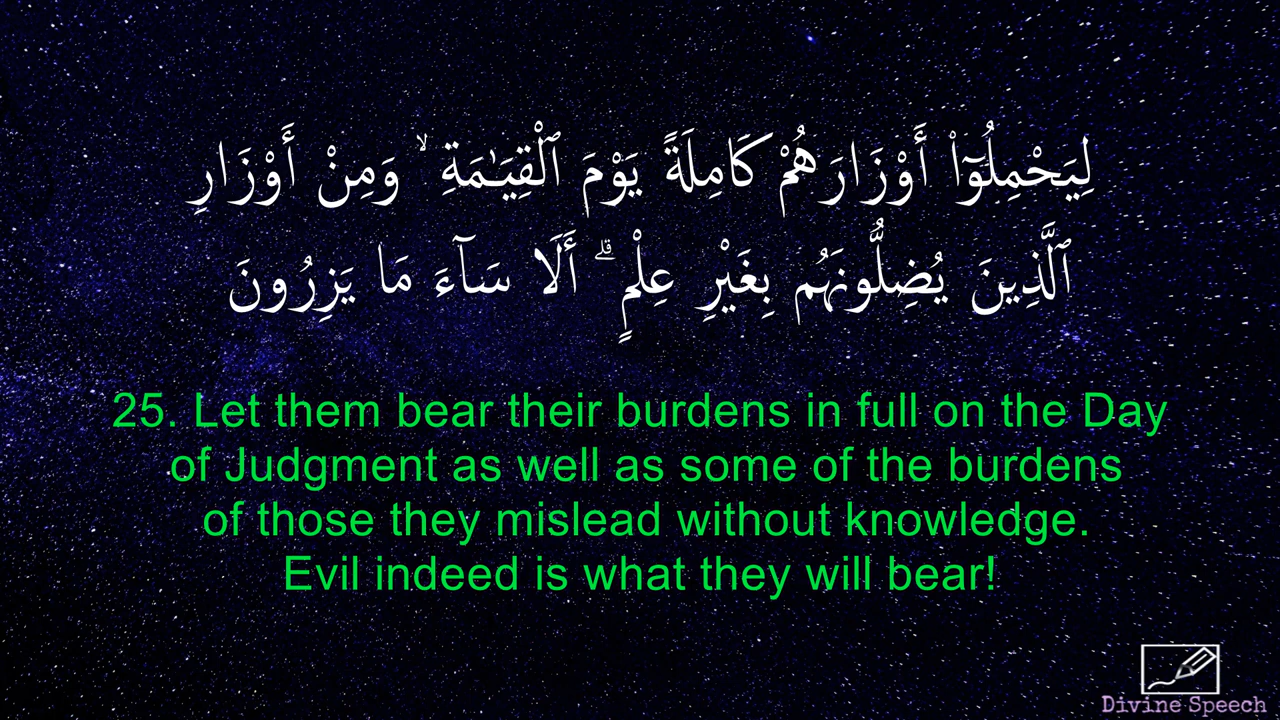 لِيَحْمِلُوٓا۟ أَوْزَارَهُمْ كَامِلَةً يَوْمَ ٱلْقِيَـٰمَةِ ۙ وَمِنْ أَوْزَارِ
ٱلَّذِينَ يُضِلُّونَهُم بِغَيْرِ عِلْمٍ ۗ أَلَا سَآءَ مَا يَزِرُونَ
25. Let them bear their burdens in full on the Day
of Judgment as well as some of the burdens
of those they mislead without knowledge.
Evil indeed is what they will bear!
Divine Speech